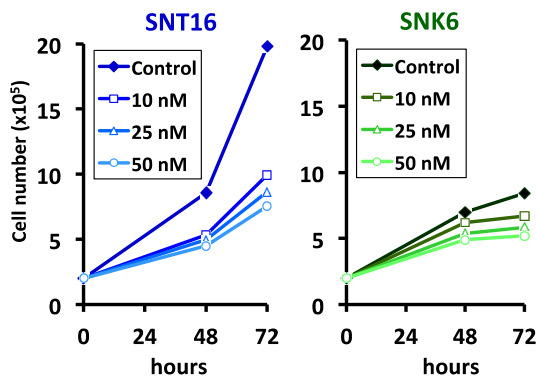 SNT16
Cell number (x10⁵)
20
15
10
5
0
Control
10 nM
25 nM
50 nM
0 24 48 72
hours
SNK6
20
15
10
5
0
Control
10 nM
25 nM
50 nM
0 24 48 72
hours